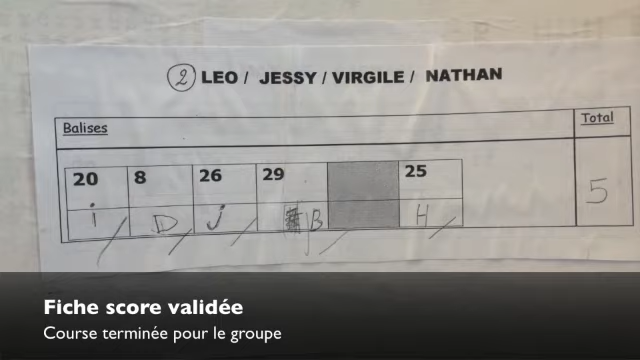 2 LEO / JESSY / VIRGILE / NATHAN
Balises Total
20 8 26 29 25
i D j B H 5
Fiche score validée
Course terminée pour le groupe